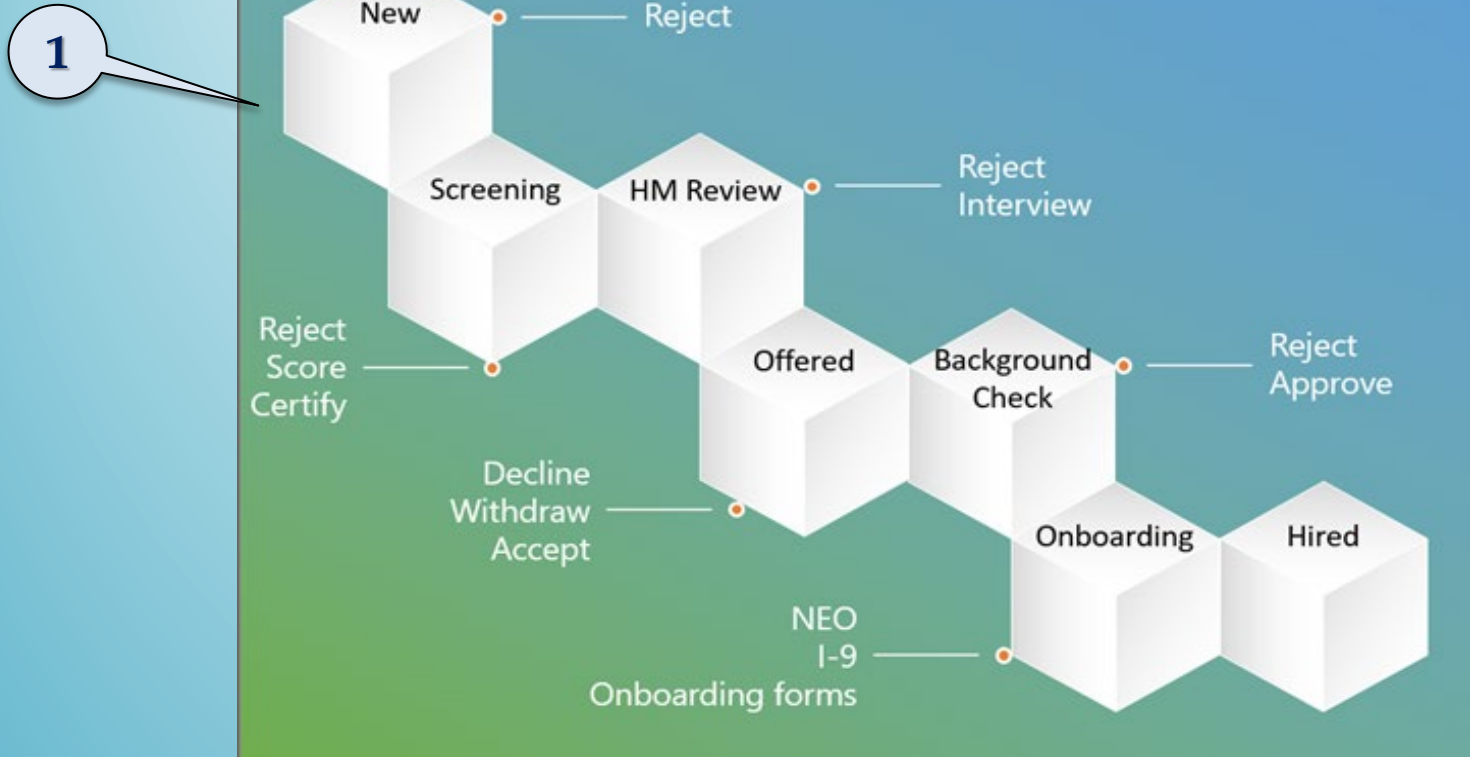 1
New
Reject
Screening
HM Review
Reject
Interview
Reject
Score
Certify
Offered
Background
Check
Reject
Approve
Decline
Withdraw
Accept
Onboarding
Hired
NEO
I-9
Onboarding forms